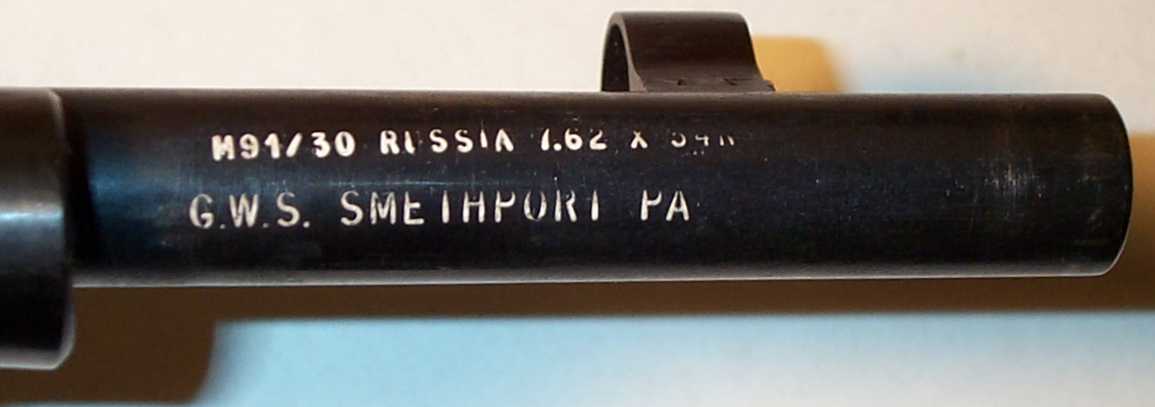 M91/30 RUSSIA 7.62 X 54R
G.W.S. SMETHPORT PA